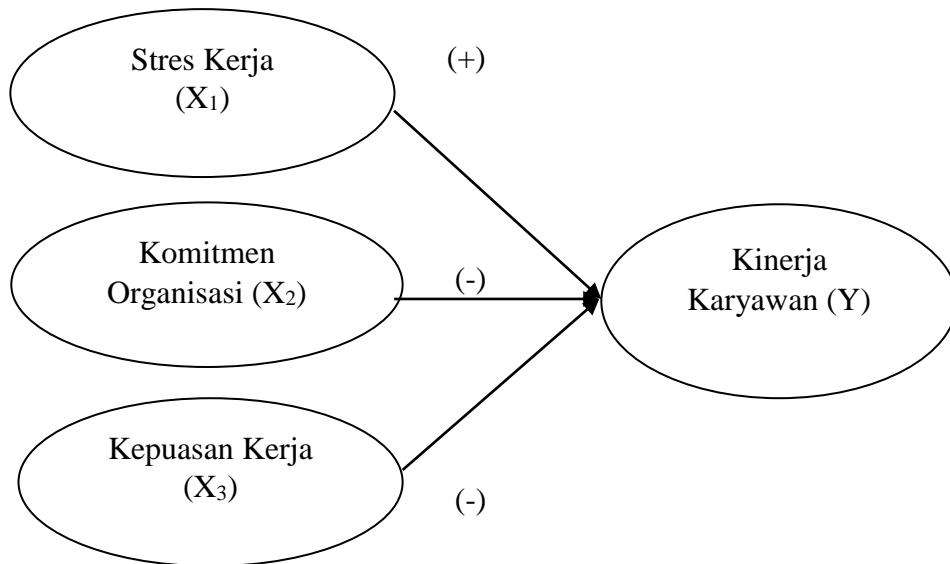 Stres Kerja
(X₁)
(+)
Komitmen
Organisasi (X₂)
(-)
Kinerja
Karyawan (Y)
Kepuasan Kerja
(X₃)
(-)